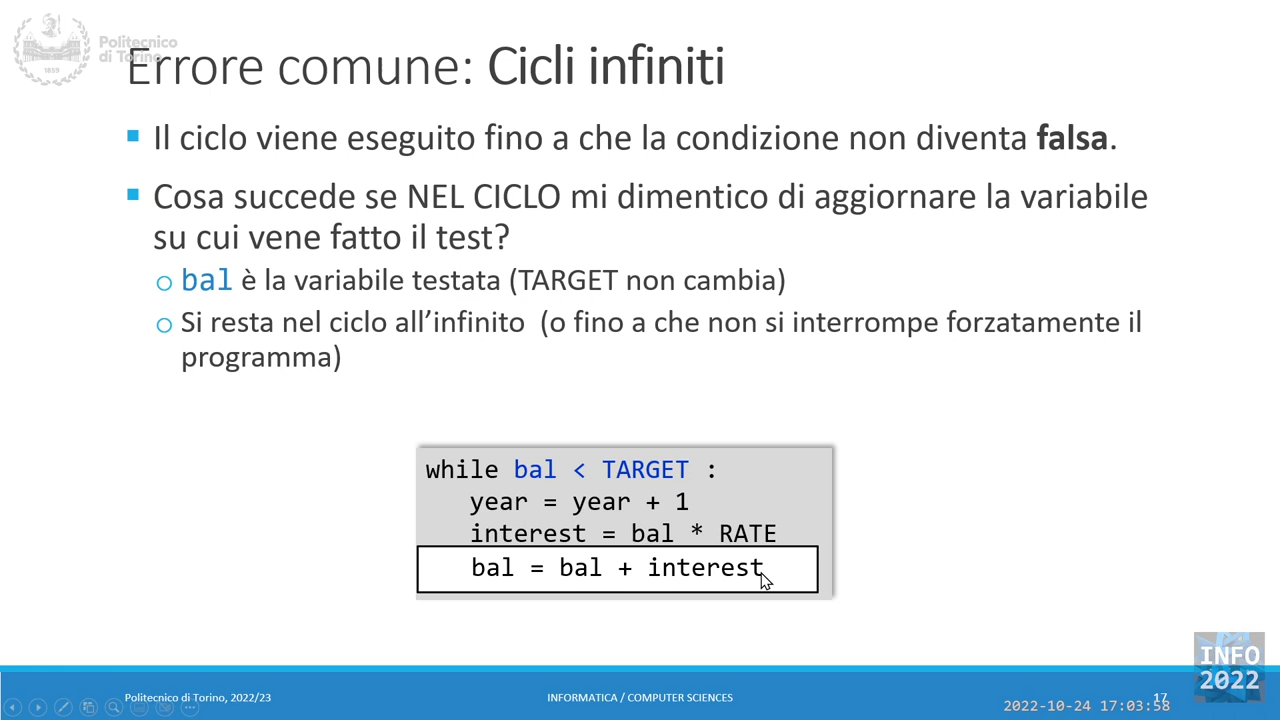 Politecnico
di Torino
1859
Errore comune: Cicli infiniti
Il ciclo viene eseguito fino a che la condizione non diventa falsa.
Cosa succede se NEL CICLO mi dimentico di aggiornare la variabile
su cui vene fatto il test?
bal è la variabile testata (TARGET non cambia)
Si resta nel ciclo all’infinito (o fino a che non si interrompe forzatamente il
programma)
while bal < TARGET :
year = year + 1
interest = bal * RATE
bal = bal + interest
INFO
2022
Politecnico di Torino, 2022/23
INFORMATICA / COMPUTER SCIENCES
17
2022-10-24 17:03:58